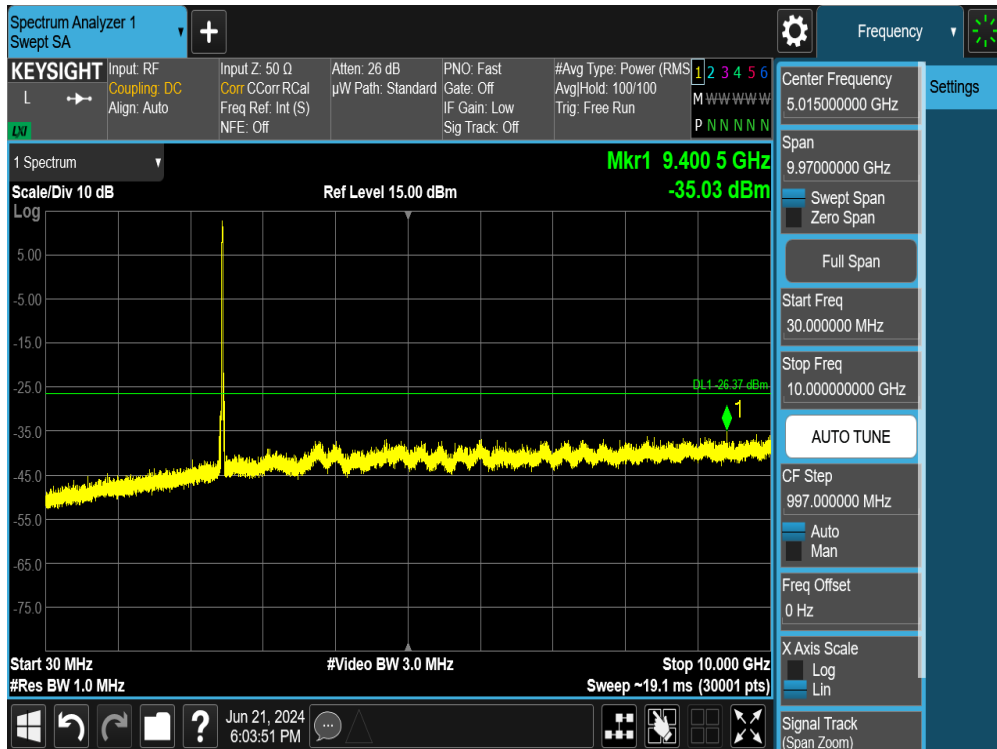 Spectrum Analyzer 1
Swept SA
+
Frequency
KEYSIGHT
L
LXI
Input: RF
Coupling: DC
Align: Auto
Input Z: 50 Ω
Corr CCorr RCal
Freq Ref: Int (S)
NFE: Off
Atten: 26 dB
µW Path: Standard
PNO: Fast
Gate: Off
IF Gain: Low
Sig Track: Off
#Avg Type: Power (RMS
Avg|Hold: 100/100
Trig: Free Run
1 2 3 4 5 6
M W W W W W W
P N N N N N N
1 Spectrum
Mkr1 9.400 5 GHz
Scale/Div 10 dB
Ref Level 15.00 dBm
-35.03 dBm
Log
5.00
-5.00
-15.0
-25.0
-35.0
-45.0
-55.0
-65.0
-75.0
DL1 -26.37 dBm
1
Start 30 MHz
#Video BW 3.0 MHz
Stop 10.000 GHz
#Res BW 1.0 MHz
Sweep ~19.1 ms (30001 pts)
Center Frequency
5.015000000 GHz
Span
9.97000000 GHz
Swept Span
Zero Span
Full Span
Start Freq
30.000000 MHz
Stop Freq
10.000000000 GHz
AUTO TUNE
CF Step
997.000000 MHz
Auto
Man
Freq Offset
0 Hz
X Axis Scale
Log
Lin
Signal Track
(Span Zoom)
Settings
?
Jun 21, 2024
6:03:51 PM